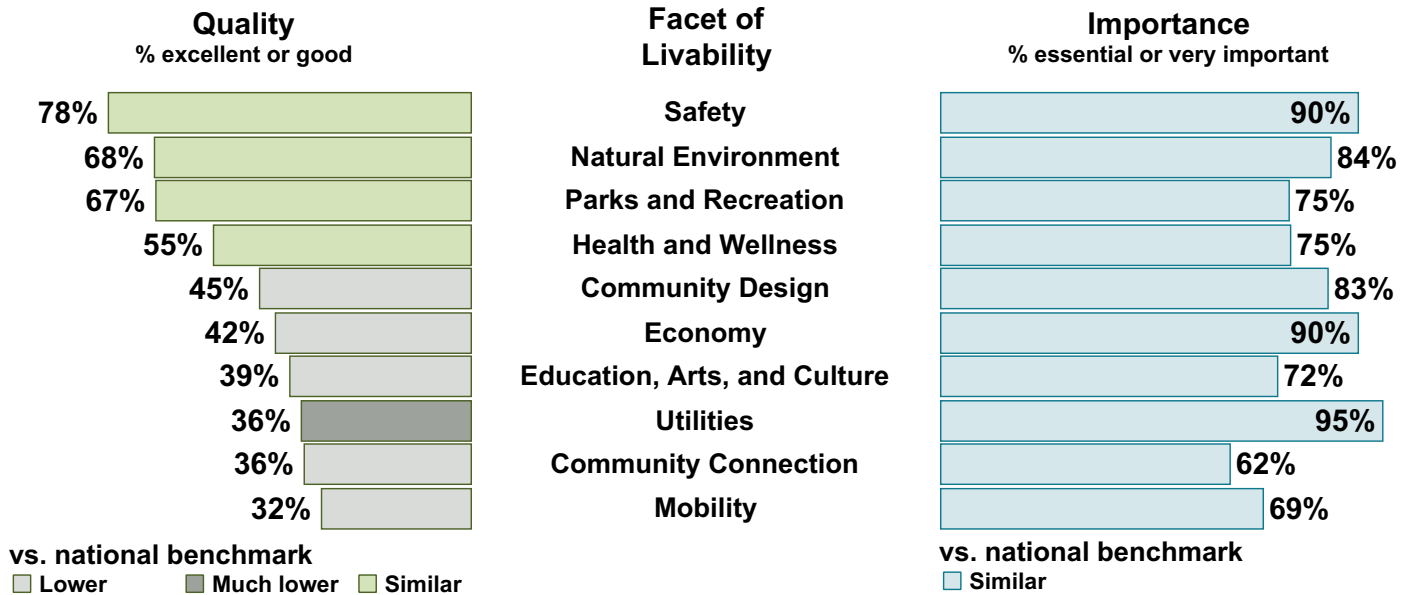 Quality
% excellent or good
Facet of
Livability
Importance
% essential or very important
78% Safety 90%
68% Natural Environment 84%
67% Parks and Recreation 75%
55% Health and Wellness 75%
45% Community Design 83%
42% Economy 90%
39% Education, Arts, and Culture 72%
36% Utilities 95%
36% Community Connection 62%
32% Mobility 69%
vs. national benchmark
Lower Much lower Similar
vs. national benchmark
Similar